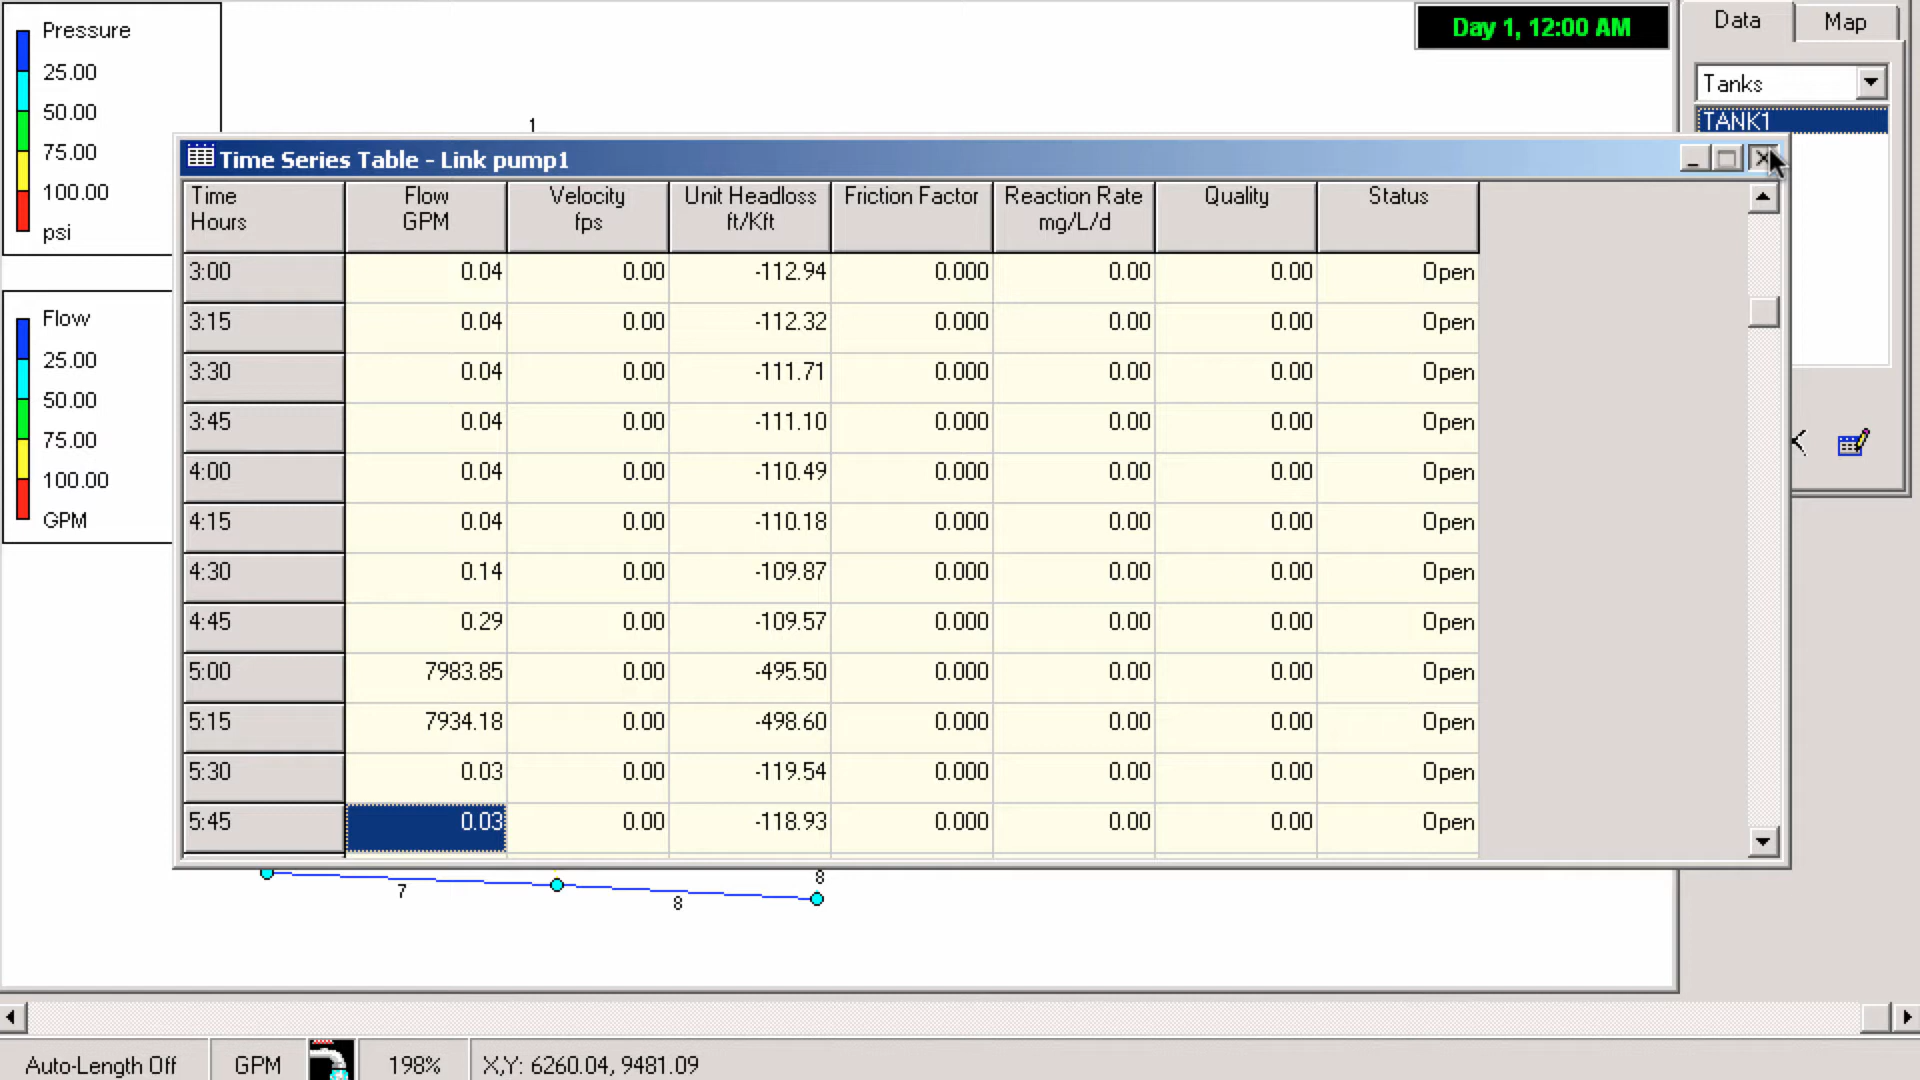 Pressure
25.00
50.00
75.00
100.00
psi
Flow
25.00
50.00
75.00
100.00
GPM
1
Day 1, 12:00 AM
Data Map
Tanks
TANK1
Time Series Table - Link pump1
Time Hours Flow GPM Velocity fps Unit Headloss ft/Kft Friction Factor Reaction Rate mg/L/d Quality Status
3:00 0.04 0.00 -112.94 0.000 0.00 0.00 Open
3:15 0.04 0.00 -112.32 0.000 0.00 0.00 Open
3:30 0.04 0.00 -111.71 0.000 0.00 0.00 Open
3:45 0.04 0.00 -111.10 0.000 0.00 0.00 Open
4:00 0.04 0.00 -110.49 0.000 0.00 0.00 Open
4:15 0.04 0.00 -110.18 0.000 0.00 0.00 Open
4:30 0.14 0.00 -109.87 0.000 0.00 0.00 Open
4:45 0.29 0.00 -109.57 0.000 0.00 0.00 Open
5:00 7983.85 0.00 -495.50 0.000 0.00 0.00 Open
5:15 7934.18 0.00 -498.60 0.000 0.00 0.00 Open
5:30 0.03 0.00 -119.54 0.000 0.00 0.00 Open
5:45 0.03 0.00 -118.93 0.000 0.00 0.00 Open
7
8
8
Auto-Length Off GPM 198% X,Y: 6260.04, 9481.09